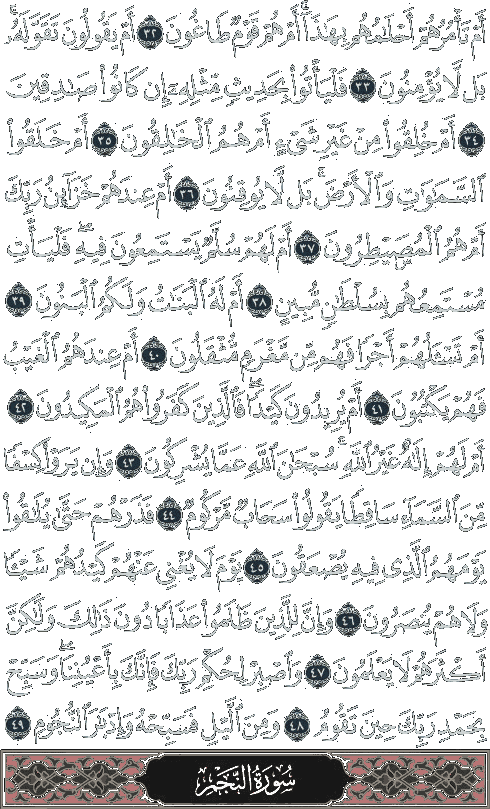 أَمْ تَأْمُرُهُمْ أَحْلَٰمُهُم بِهَٰذَآ ۚ أَمْ هُمْ قَوْمٌ طَاغُونَ ٣٢ أَمْ يَقُولُونَ تَقَوَّلَهُۥ ۚ
بَل لَّا يُؤْمِنُونَ ٣٣ فَلْيَأْتُوا۟ بِحَدِيثٍ مِّثْلِهِۦٓ إِن كَانُوا۟ صَٰدِقِينَ
٣٤ أَمْ خُلِقُوا۟ مِنْ غَيْرِ شَىْءٍ أَمْ هُمُ ٱلْخَٰلِقُونَ ٣٥ أَمْ خَلَقُوا۟
ٱلسَّمَٰوَٰتِ وَٱلْأَرْضَ ۚ بَل لَّا يُوقِنُونَ ٣٦ أَمْ عِندَهُمْ خَزَآئِنُ رَبِّكَ
أَمْ هُمُ ٱلْمُصَۣيْطِرُونَ ٣٧ أَمْ لَهُمْ سُلَّمٌ يَسْتَمِعُونَ فِيهِ ۖ فَلْيَأْتِ
مُسْتَمِعُهُم بِسُلْطَٰنٍ مُّبِينٍ ٣٨ أَمْ لَهُ ٱلْبَنَٰتُ وَلَكُمُ ٱلْبَنُونَ ٣٩
أَمْ تَسْـَٔلُهُمْ أَجْرًا فَهُم مِّن مَّغْرَمٍ مُّثْقَلُونَ ٤٠ أَمْ عِندَهُمُ ٱلْغَيْبُ
فَهُمْ يَكْتُبُونَ ٤١ أَمْ يُرِيدُونَ كَيْدًا ۖ فَٱلَّذِينَ كَفَرُوا۟ هُمُ ٱلْمَكِيدُونَ ٤٢
أَمْ لَهُمْ إِلَٰهٌ غَيْرُ ٱللَّهِ ۚ سُبْحَٰنَ ٱللَّهِ عَمَّا يُشْرِكُونَ ٤٣ وَإِن يَرَوْا۟ كِسْفًا
مِّنَ ٱلسَّمَآءِ سَاقِطًا يَقُولُوا۟ سَحَابٌ مَّرْكُومٌ ٤٤ فَذَرْهُمْ حَتَّىٰ يُلَٰقُوا۟
يَوْمَهُمُ ٱلَّذِى فِيهِ يُصْعَقُونَ ٤٥ يَوْمَ لَا يُغْنِى عَنْهُمْ كَيْدُهُمْ شَيْـًٔا
وَلَا هُمْ يُنصَرُونَ ٤٦ وَإِنَّ لِلَّذِينَ ظَلَمُوا۟ عَذَابًا دُونَ ذَٰلِكَ وَلَٰكِنَّ
أَكْثَرَهُمْ لَا يَعْلَمُونَ ٤٧ وَٱصْبِرْ لِحُكْمِ رَبِّكَ فَإِنَّكَ بِأَعْيُنِنَا ۖ وَسَبِّحْ
بِحَمْدِ رَبِّكَ حِينَ تَقُومُ ٤٨ وَمِنَ ٱلَّيْلِ فَسَبِّحْهُ وَإِدْبَٰرَ ٱلنُّجُومِ ٤٩
سُورَةُ النَّجْمِ